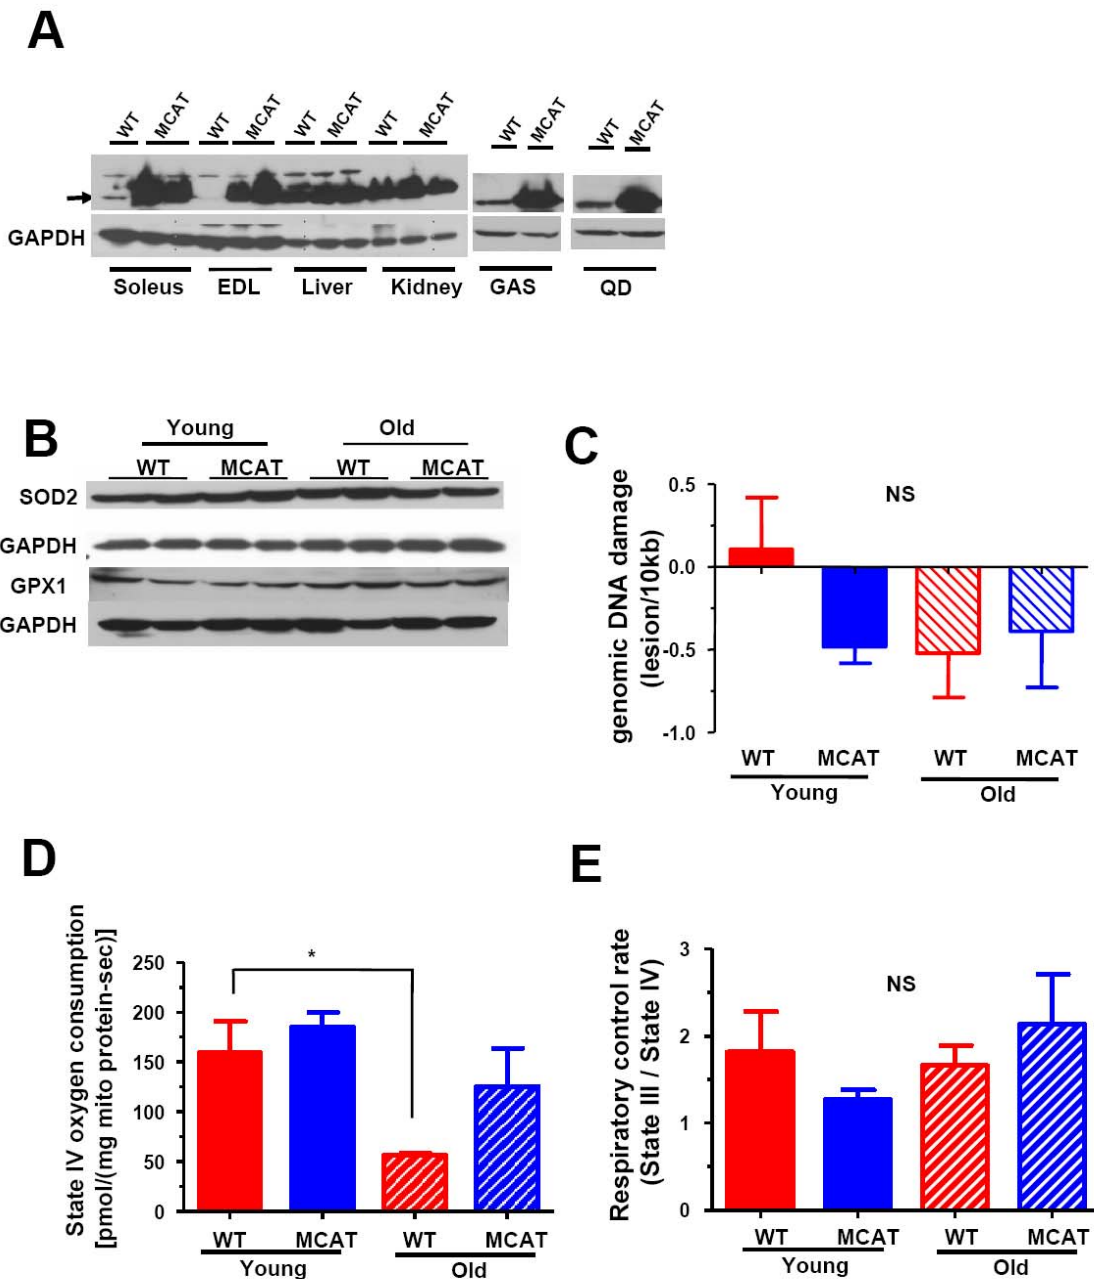 A
WT MCAT WT MCAT WT MCAT WT MCAT WT MCAT WT MCAT
GAPDH
Soleus EDL Liver Kidney GAS QD
B
Young Old
WT MCAT WT MCAT
SOD2
GAPDH
GPX1
GAPDH
C
genomic DNA damage
(lesion/10kb)
0.5
0.0
-0.5
-1.0
NS
WT MCAT WT MCAT
Young Old
D
State IV oxygen consumption
[pmol/(mg mito protein-sec)]
250
200
150
100
50
0
*
WT MCAT WT MCAT
Young Old
E
Respiratory control rate
(State III / State IV)
3
2
1
0
NS
WT MCAT WT MCAT
Young Old